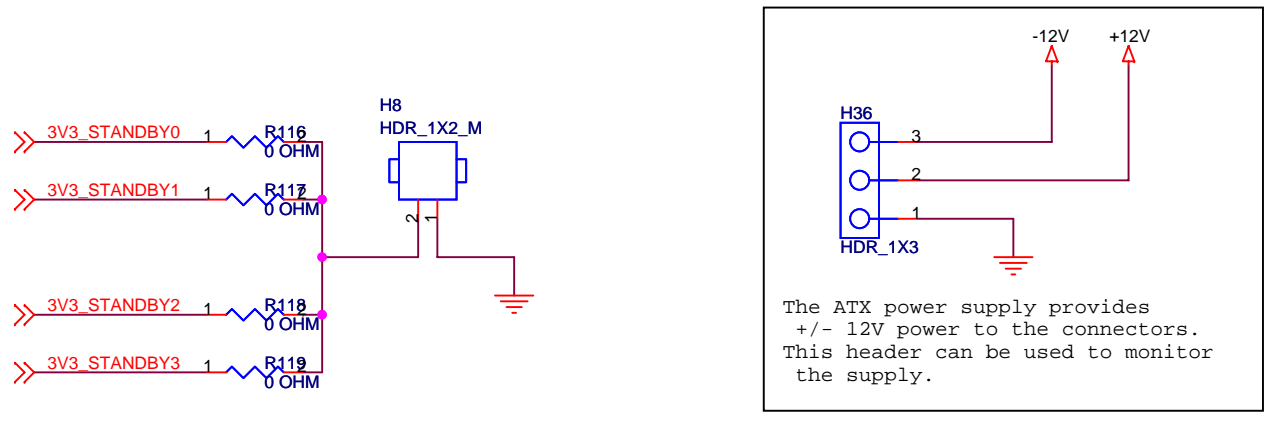 H8
HDR_1X2_M
3V3_STANDBY0 1 R116 2
0 OHM
3V3_STANDBY1 1 R117 2
0 OHM
2 1
3V3_STANDBY2 1 R118 2
0 OHM
3V3_STANDBY3 1 R119 2
0 OHM
-12V +12V
H36
3
2
1
HDR_1X3
The ATX power supply provides
+/- 12V power to the connectors.
This header can be used to monitor
the supply.